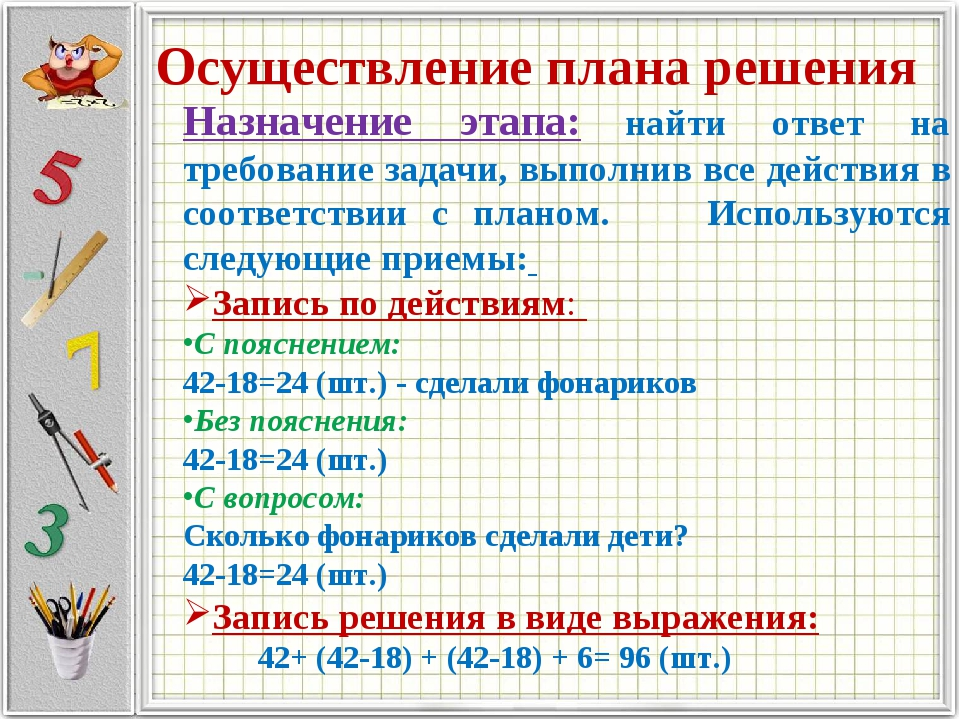 Осуществление плана решения
Назначение этапа: найти ответ на
требование задачи, выполнив все действия в
соответствии с планом. Используются
следующие приемы:
Запись по действиям:
•С пояснением:
42-18=24 (шт.) - сделали фонариков
•Без пояснения:
42-18=24 (шт.)
•С вопросом:
Сколько фонариков сделали дети?
42-18=24 (шт.)
Запись решения в виде выражения:
42+ (42-18) + (42-18) + 6= 96 (шт.)
5
7
3